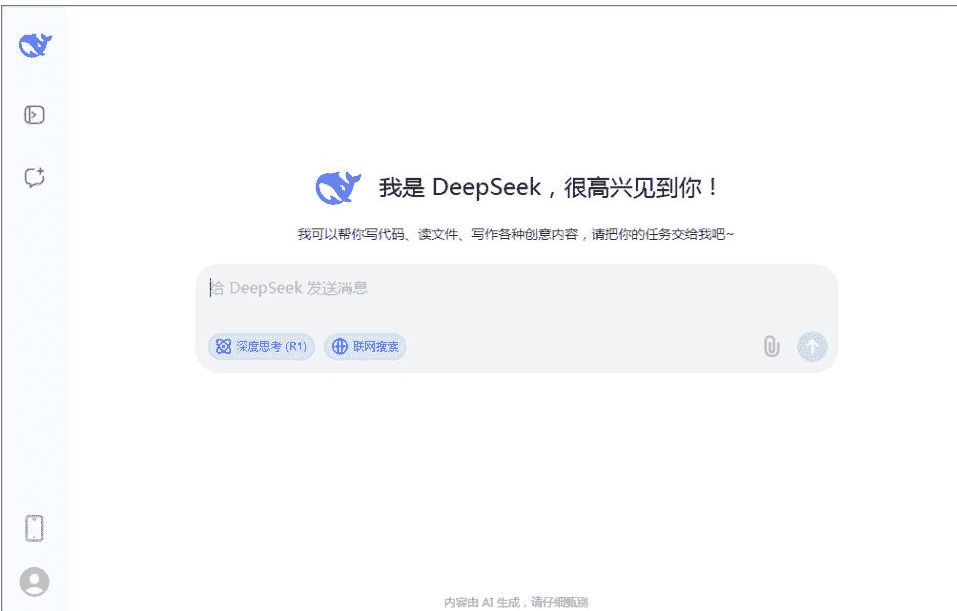 我是 DeepSeek，很高兴见到你！
我可以帮你写代码、读文件、写作各种创意内容，请把你的任务交给我吧~
给 DeepSeek 发送消息
深度思考 (R1) 联网搜索
内容由 AI 生成，请仔细甄别